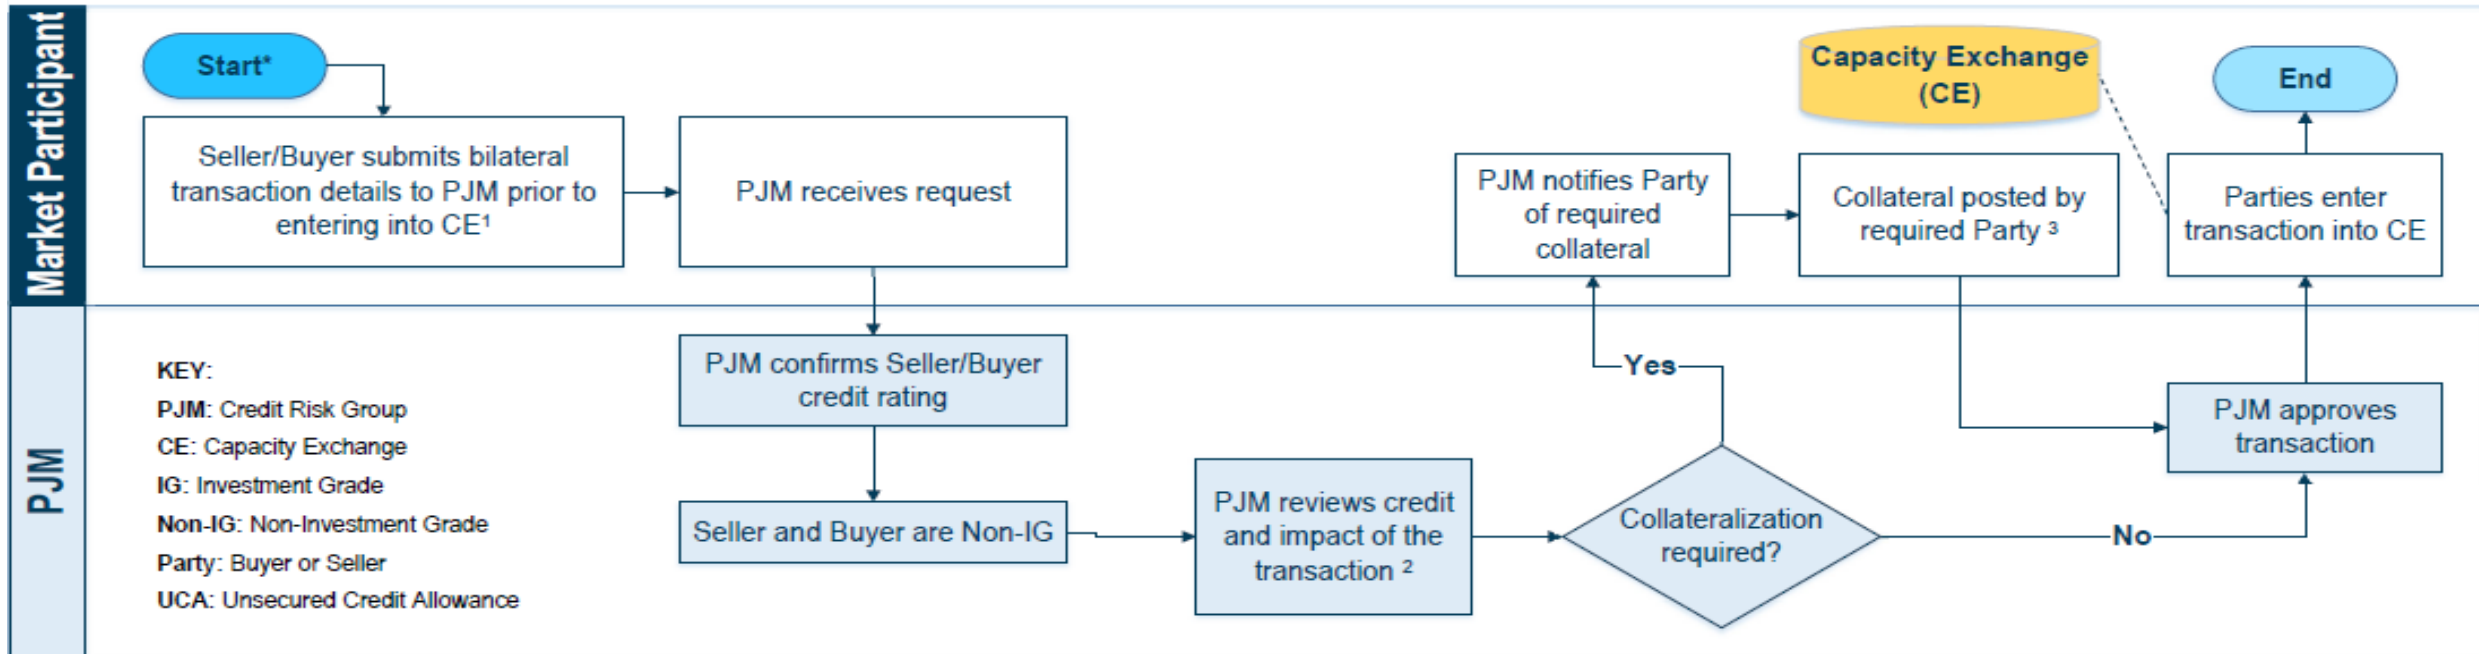 Market Participant
Start*
Seller/Buyer submits bilateral
transaction details to PJM prior to
entering into CE¹
PJM receives request
PJM notifies Party
of required
collateral
Capacity Exchange
(CE)
Collateral posted by
required Party ³
End
Parties enter
transaction into CE
PJM
KEY:
PJM: Credit Risk Group
CE: Capacity Exchange
IG: Investment Grade
Non-IG: Non-Investment Grade
Party: Buyer or Seller
UCA: Unsecured Credit Allowance
PJM confirms Seller/Buyer
credit rating
Seller and Buyer are Non-IG
PJM reviews credit
and impact of the
transaction ²
Collateralization
required?
Yes
No
PJM approves
transaction